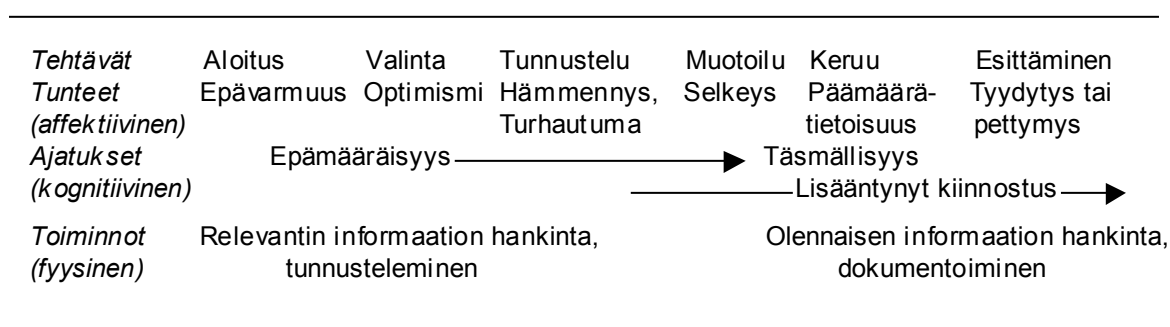 Tehtävät Aloitus Valinta Tunnustelu Muotoilu Keruu Esittäminen
Tunteet Epävarmuus Optimismi Hämmennys, Selkeys Päämäärä- Tyydytys tai
(affektiivinen) Turhautuma tietoisuus pettymys
Ajatukset Epämääräisyys Täsmällisyys
(kognitiivinen) Lisääntynyt kiinnostus
Toiminnot Relevantin informaation hankinta, Olennaisen informaation hankinta,
(fyysinen) tunnusteleminen dokumentoiminen